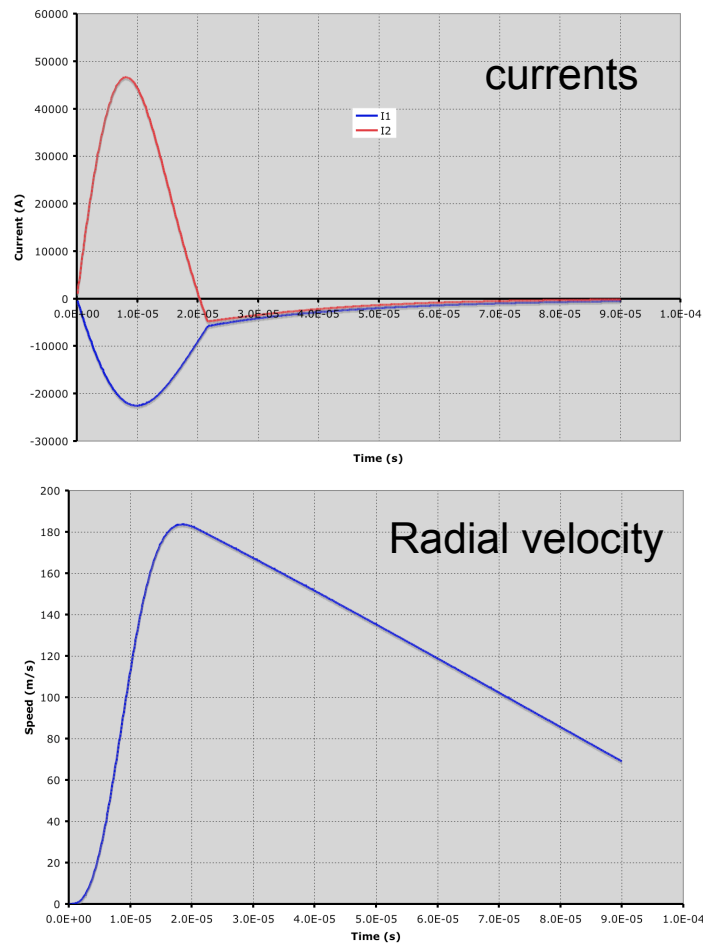 currents
60000
50000
40000
30000
20000
10000
0
-10000
-20000
-30000
Current (A)
I1
I2
0.0E+00 1.0E-05 2.0E-05 3.0E-05 4.0E-05 5.0E-05 6.0E-05 7.0E-05 8.0E-05 9.0E-05 1.0E-04
Time (s)
Radial velocity
200
180
160
140
120
100
80
60
40
20
0
Speed (m/s)
0.0E+00 1.0E-05 2.0E-05 3.0E-05 4.0E-05 5.0E-05 6.0E-05 7.0E-05 8.0E-05 9.0E-05 1.0E-04
Time (s)